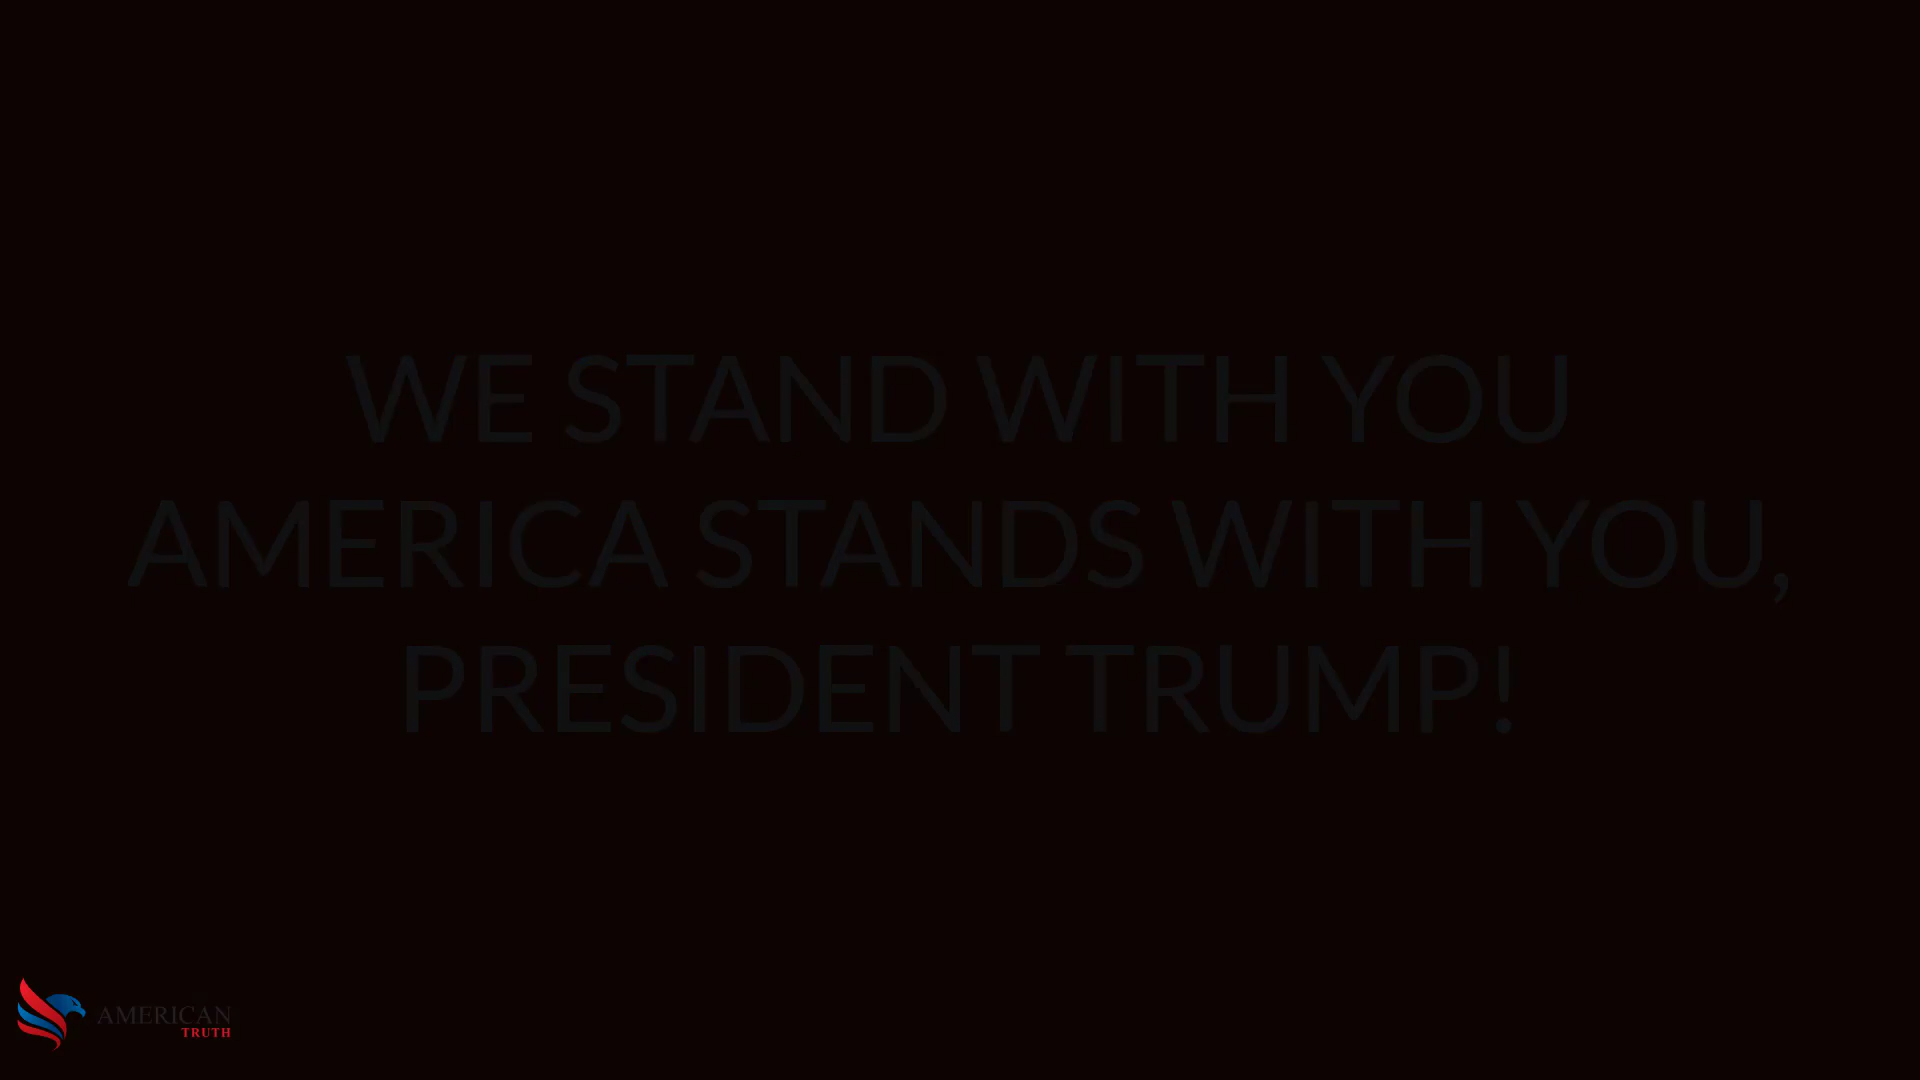 WE STAND WITH YOU
AMERICA STANDS WITH YOU,
PRESIDENT TRUMP!
AMERICAN
TRUTH